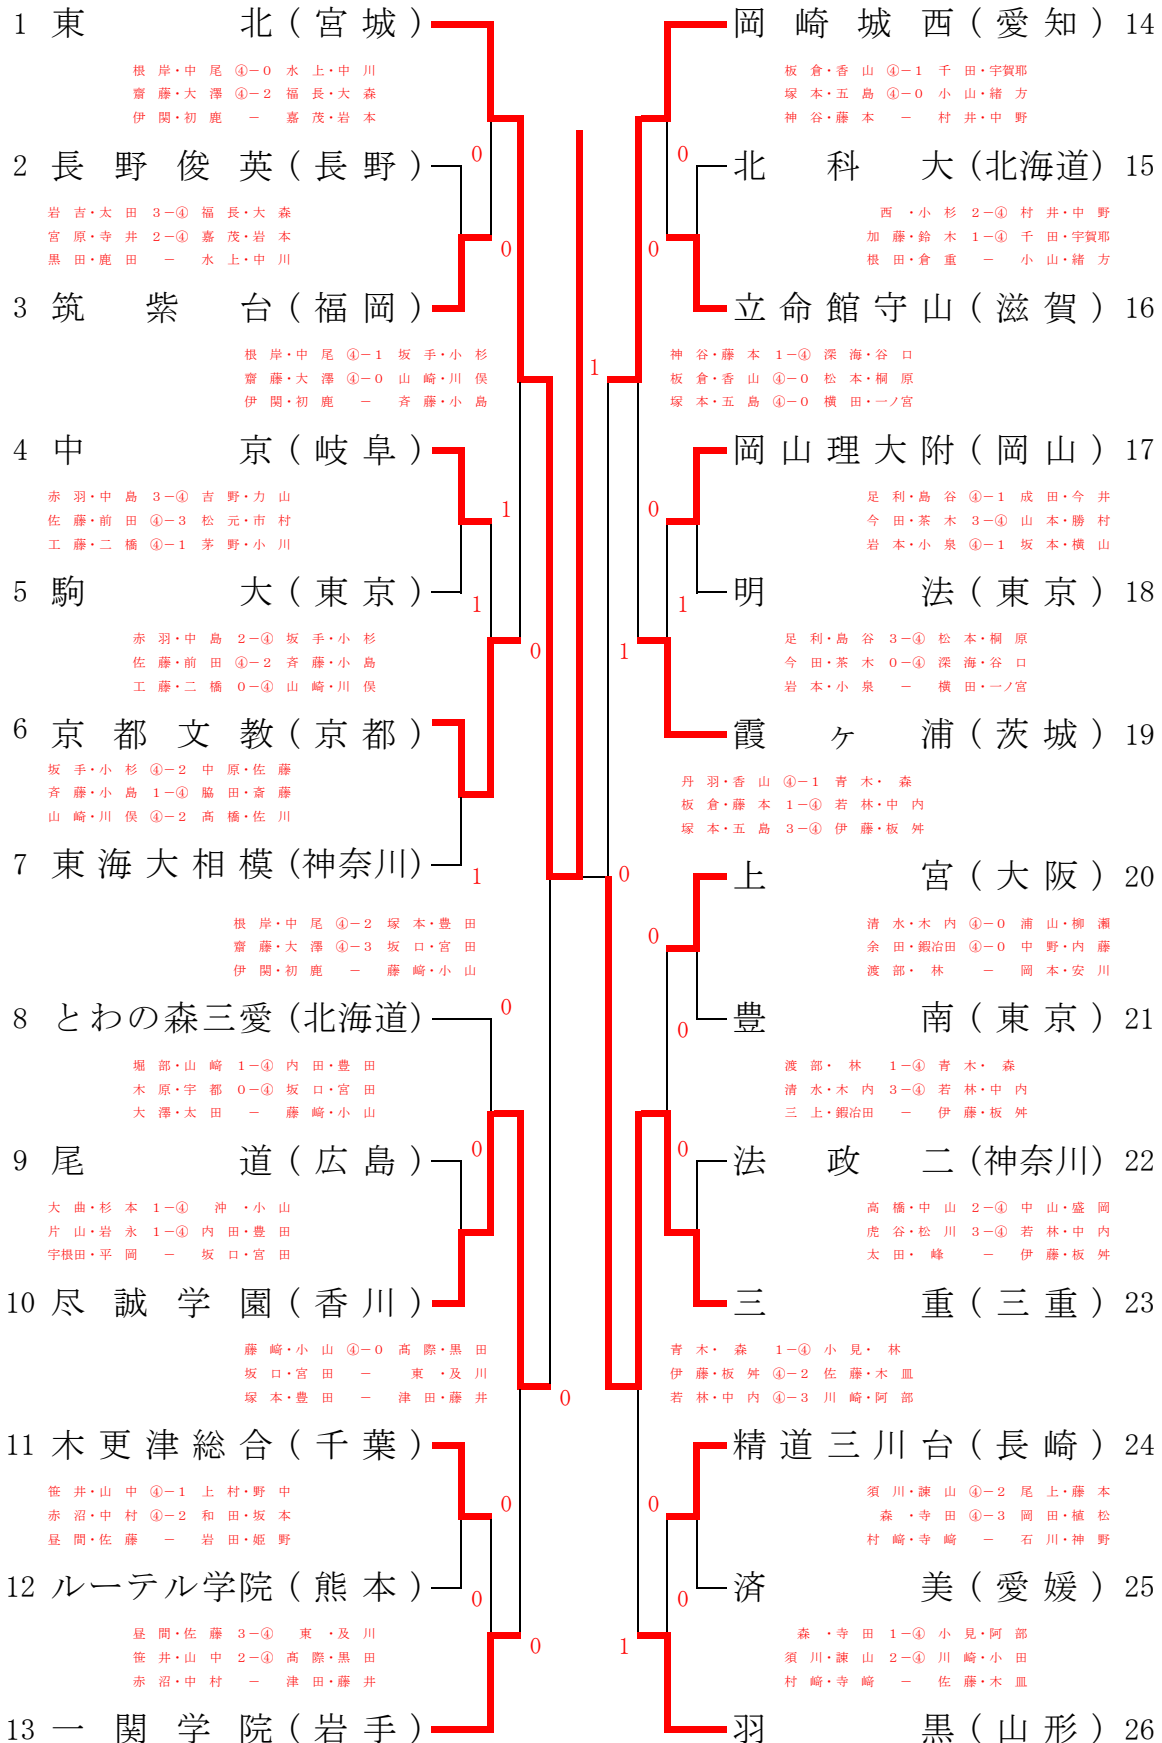 1 東北(宮城)
根岸・中尾 ④－0 水上・中川
齋藤・大澤 ④－2 福長・大森
伊関・初鹿 － 嘉茂・岩本
0
2 長野俊英(長野)
岩吉・太田 3－④ 福長・大森
宮原・寺井 2－④ 嘉茂・岩本
黒田・鹿田 － 水上・中川
0
3 筑紫台(福岡)
根岸・中尾 ④－1 坂手・小杉
齋藤・大澤 ④－0 山崎・川俣
伊関・初鹿 － 斉藤・小島
4 中京(岐阜)
赤羽・中島 3－④ 吉野・力山
佐藤・前田 ④－3 松元・市村
工藤・二橋 ④－1 茅野・小川
1
5 駒大(東京)
1
赤羽・中島 2－④ 坂手・小杉
佐藤・前田 ④－2 斉藤・小島
工藤・二橋 0－④ 山崎・川俣
0
6 京都文教(京都)
坂手・小杉 ④－2 中原・佐藤
斉藤・小島 1－④ 脇田・斎藤
山崎・川俣 ④－2 髙橋・佐川
7 東海大相模(神奈川)
1
根岸・中尾 ④－2 塚本・豊田
齋藤・大澤 ④－3 坂口・宮田
伊関・初鹿 － 藤崎・小山
0
8 とわの森三愛(北海道)
堀部・山崎 1－④ 内田・豊田
木原・宇都 0－④ 坂口・宮田
大澤・太田 － 藤崎・小山
0
9 尾道(広島)
大曲・杉本 1－④ 沖・小山
片山・岩永 1－④ 内田・豊田
宇根田・平岡 － 坂口・宮田
10 尽誠学園(香川)
藤崎・小山 ④－0 髙際・黒田
坂口・宮田 － 東・及川
塚本・豊田 － 津田・藤井
0
11 木更津総合(千葉)
笹井・山中 ④－1 上村・野中
赤沼・中村 ④－2 和田・坂本
昼間・佐藤 － 岩田・姫野
0
12 ルーテル学院(熊本)
0
昼間・佐藤 3－④ 東・及川
笹井・山中 2－④ 髙際・黒田
赤沼・中村 － 津田・藤井
0
13 一関学院(岩手)
1
0
岡崎城西(愛知) 14
板倉・香山 ④－1 千田・宇賀耶
塚本・五島 ④－0 小山・緒方
神谷・藤本 － 村井・中野
0
北科大(北海道) 15
西・小杉 2－④ 村井・中野
加藤・鈴木 1－④ 千田・宇賀耶
根田・倉重 － 小山・緒方
0
立命館守山(滋賀) 16
神谷・藤本 1－④ 深海・谷口
板倉・香山 ④－0 松本・桐原
塚本・五島 ④－0 横田・一ノ宮
岡山理大附(岡山) 17
足利・島谷 ④－1 成田・今井
今田・茶木 3－④ 山本・勝村
岩本・小泉 ④－1 坂本・横山
0
明法(東京) 18
1
足利・島谷 3－④ 松本・桐原
今田・茶木 0－④ 深海・谷口
岩本・小泉 － 横田・一ノ宮
1
霞ヶ浦(茨城) 19
丹羽・香山 ④－1 青木・森
板倉・藤本 1－④ 若林・中内
塚本・五島 3－④ 伊藤・板舛
上宮(大阪) 20
清水・木内 ④－0 浦山・柳瀬
余田・鍜冶田 ④－0 中野・内藤
渡部・林 － 岡本・安川
0
豊南(東京) 21
0
渡部・林 1－④ 青木・森
清水・木内 3－④ 若林・中内
三上・鍜冶田 － 伊藤・板舛
0
法政二(神奈川) 22
高橋・中山 2－④ 中山・盛岡
虎谷・松川 3－④ 若林・中内
太田・峰 － 伊藤・板舛
三重(三重) 23
青木・森 1－④ 小見・林
伊藤・板舛 ④－2 佐藤・木皿
若林・中内 ④－3 川崎・阿部
精道三川台(長崎) 24
須川・諌山 ④－2 尾上・藤本
森・寺田 ④－3 岡田・植松
村崎・寺崎 － 石川・神野
0
済美(愛媛) 25
0
森・寺田 1－④ 小見・阿部
須川・諌山 2－④ 川崎・小田
村崎・寺崎 － 佐藤・木皿
1
羽黒(山形) 26